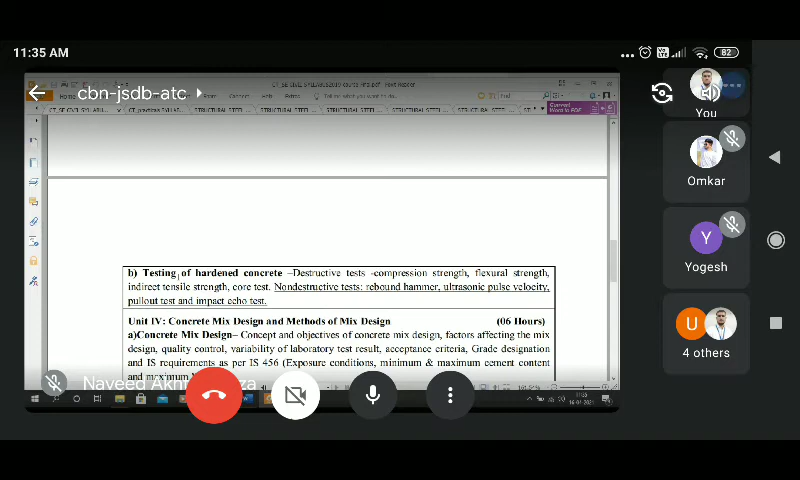 11:35 AM
82
cbn-jsdb-atc
You
Omkar
Y
Yogesh
U
4 others
b) Testing of hardened concrete –Destructive tests -compression strength, flexural strength,
indirect tensile strength, core test. Nondestructive tests: rebound hammer, ultrasonic pulse velocity,
pullout test and impact echo test.
Unit IV: Concrete Mix Design and Methods of Mix Design (06 Hours)
a)Concrete Mix Design– Concept and objectives of concrete mix design, factors affecting the mix
design, quality control, variability of laboratory test result, acceptance criteria, Grade designation
and IS requirements as per IS 456 (Exposure conditions, minimum & maximum cement content
and maximum
Naveed